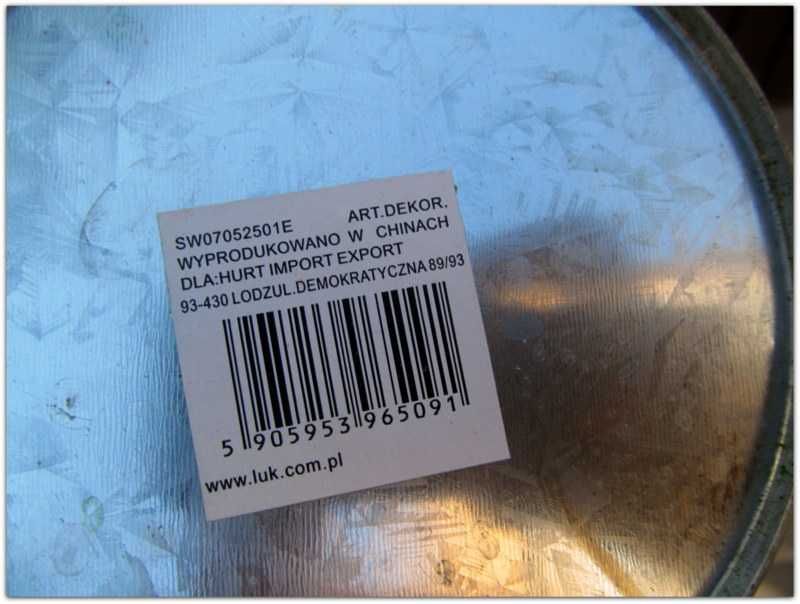 SW07052501E ART.DEKOR.
WYPRODUKOWANO W CHINACH
DLA:HURT IMPORT EXPORT
93-430 LODZUL.DEMOKRATYCZNA 89/93
5 905953 965091
www.luk.com.pl